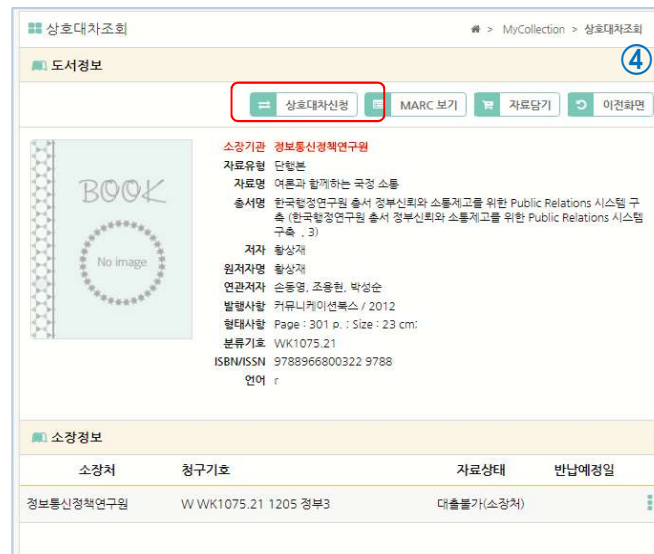 상호대차조회
> MyCollection > 상호대차조회
도서정보
④
상호대차신청 MARC 보기 자료담기 이전화면
BOOK
No image
소장기관 정보통신정책연구원
자료유형 단행본
자료명 여론과 함께하는 국정 소통
총서명 한국행정연구원 총서 정부신뢰와 소통제고를 위한 Public Relations 시스템 구
축 (한국행정연구원 총서 정부신뢰와 소통제고를 위한 Public Relations 시스템
구축 , 3)
저자 황상재
원저자명 황상재
연관저자 손동영, 조용현, 박성순
발행사항 커뮤니케이션북스 / 2012
형태사항 Page : 301 p. ; Size : 23 cm;
분류기호 WK1075.21
ISBN/ISSN 9788966800322 9788
언어 r
소장정보
소장처 청구기호 자료상태 반납예정일
정보통신정책연구원 W WK1075.21 1205 정부3 대출불가(소장처)